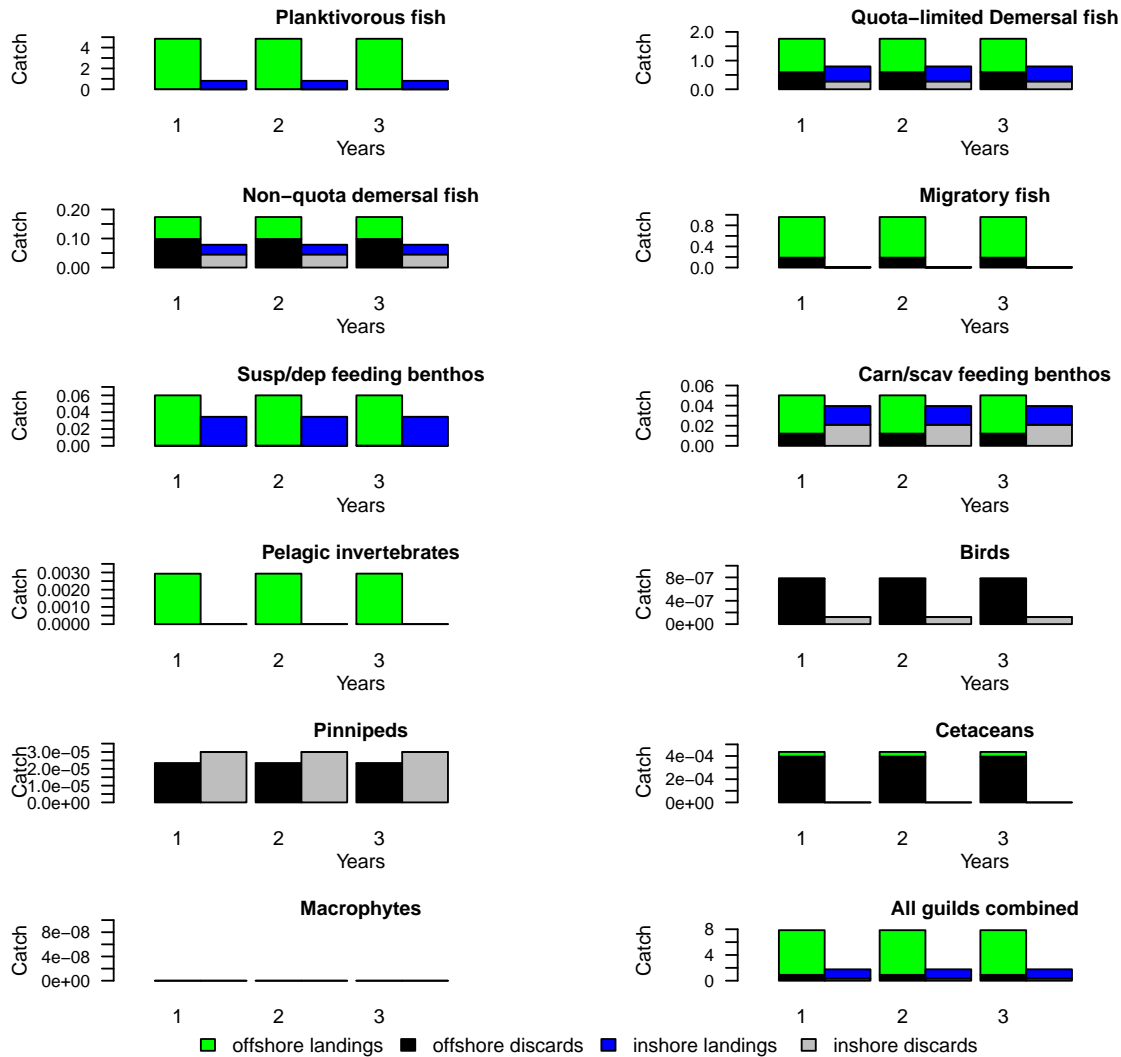 Planktivorous fish
Catch
4
2
0
1 2 3
Years
Quota−limited Demersal fish
Catch
2.0
1.0
0.0
1 2 3
Years
Non−quota demersal fish
Catch
0.20
0.10
0.00
1 2 3
Years
Migratory fish
Catch
0.8
0.4
0.0
1 2 3
Years
Susp/dep feeding benthos
Catch
0.06
0.04
0.02
0.00
1 2 3
Years
Carn/scav feeding benthos
Catch
0.06
0.04
0.02
0.00
1 2 3
Years
Pelagic invertebrates
Catch
0.0030
0.0020
0.0010
0.0000
1 2 3
Years
Birds
Catch
8e−07
4e−07
0e+00
1 2 3
Years
Pinnipeds
Catch
3.0e−05
2.0e−05
1.0e−05
0.0e+00
1 2 3
Years
Cetaceans
Catch
4e−04
2e−04
0e+00
1 2 3
Years
Macrophytes
Catch
8e−08
4e−08
0e+00
1 2 3
All guilds combined
Catch
8
4
0
1 2 3
offshore landings offshore discards inshore landings inshore discards